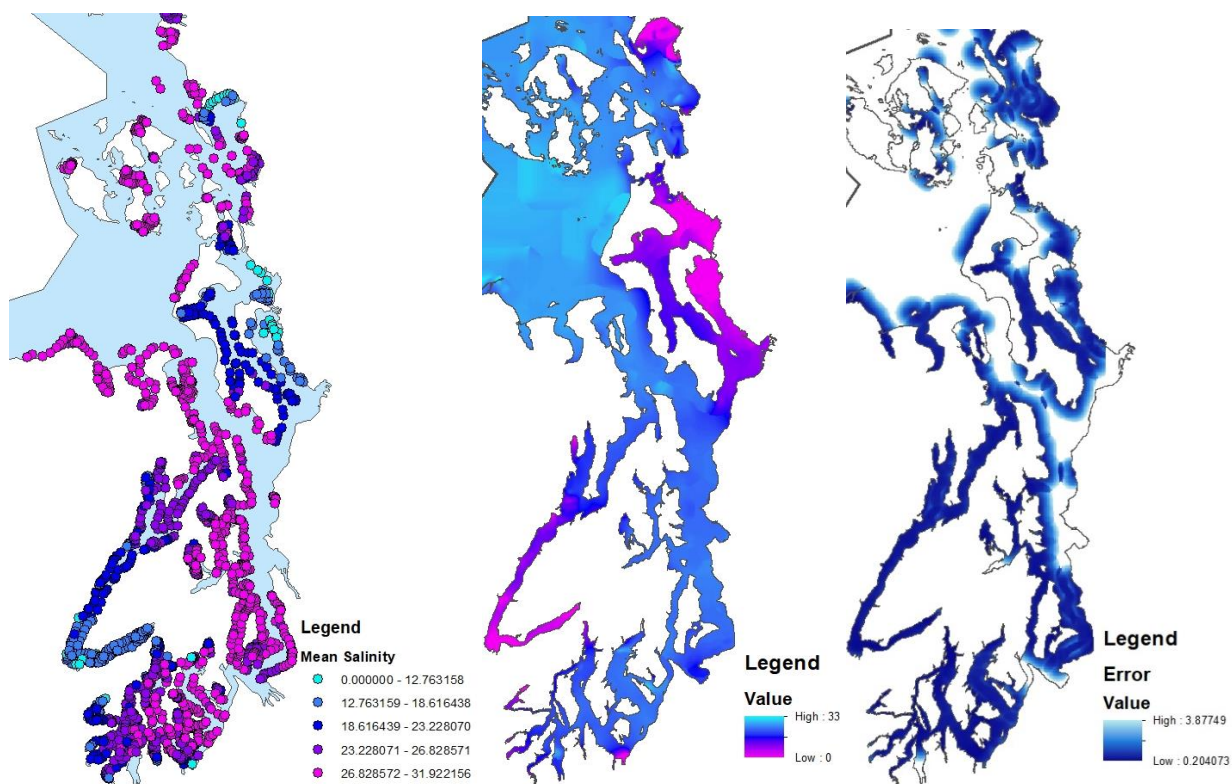 Legend
Mean Salinity
0.000000 - 12.763158
12.763159 - 18.616438
18.616439 - 23.228070
23.228071 - 26.828571
26.828572 - 31.922156
Legend
Value
High : 33
Low : 0
Legend
Error
Value
High : 3.87749
Low : 0.204073